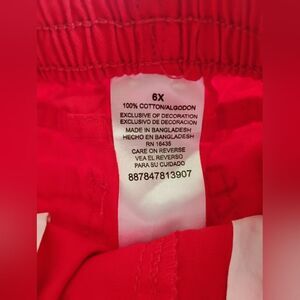 6X
100% COTTON/ALGODON
EXCLUSIVE OF DECORATION
EXCLUSIVO DE DECORACION
MADE IN BANGLADESH
HECHO EN BANGLADESH
RN 16435
CARE ON REVERSE
VEA EL REVERSO
PARA SU CUIDADO
887847813907